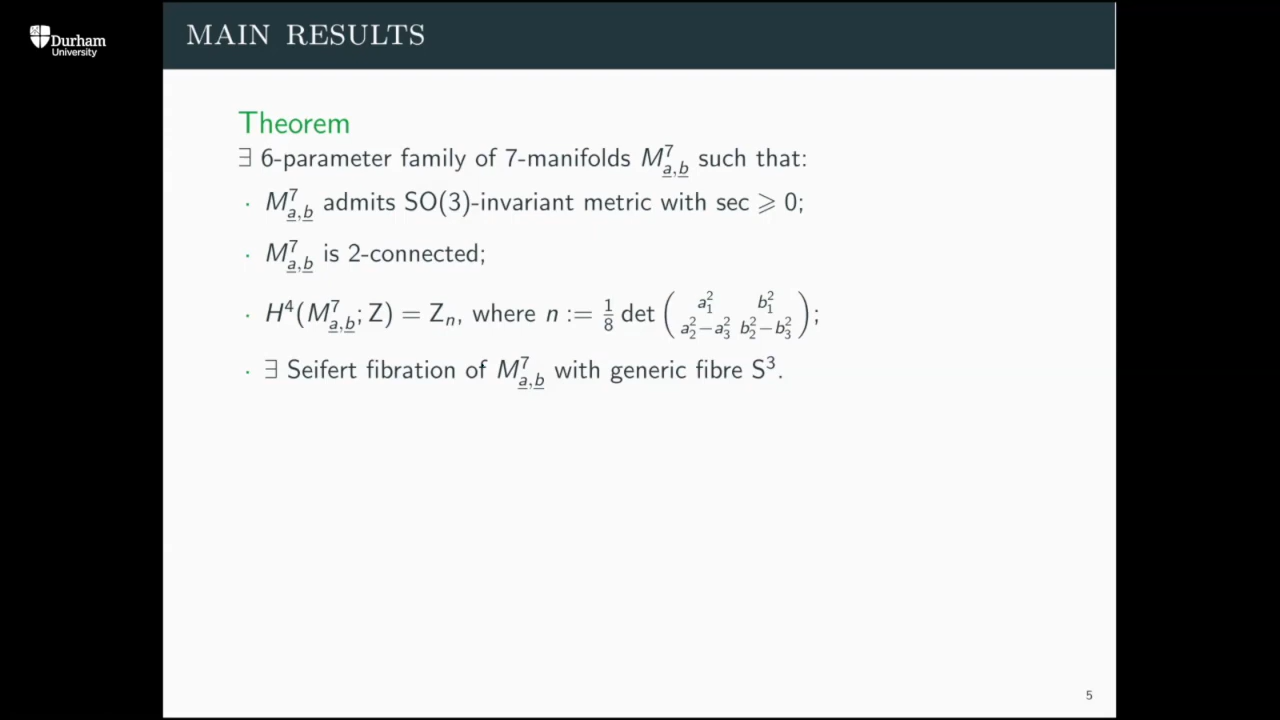 Durham
University
MAIN RESULTS
Theorem
∃ 6-parameter family of 7-manifolds M⁷_{a,b} such that:
· M⁷_{a,b} admits SO(3)-invariant metric with sec ⩾ 0;
· M⁷_{a,b} is 2-connected;
· H⁴(M⁷_{a,b}; Z) = Z_n, where n := 1/8 det ( a₁² b₁² ; a₂²−a₃² b₂²−b₃² );
· ∃ Seifert fibration of M⁷_{a,b} with generic fibre S³.
5